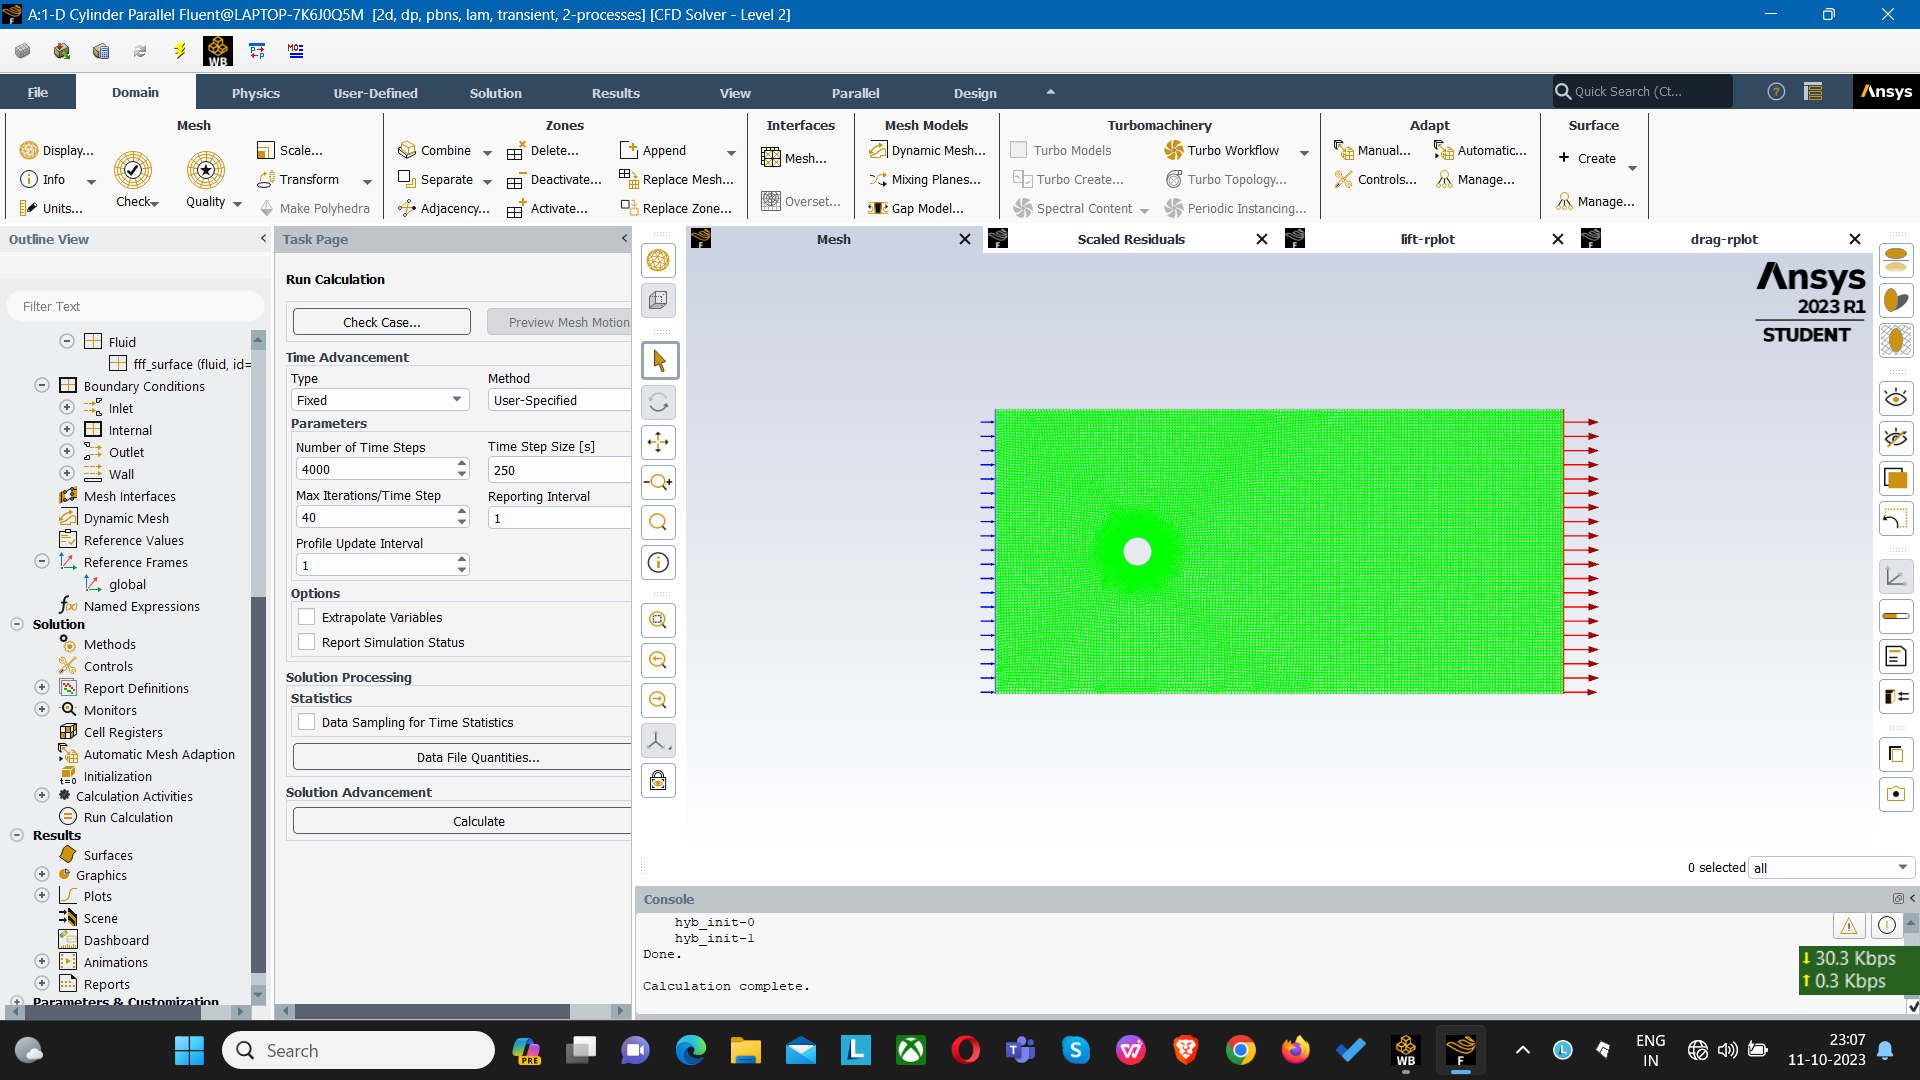 A:1-D Cylinder Parallel Fluent@LAPTOP-7K6J0Q5M [2d, dp, pbns, lam, transient, 2-processes] [CFD Solver - Level 2]
WB
File
Domain
Physics
User-Defined
Solution
Results
View
Parallel
Design
Quick Search (Ct...
Ansys
Mesh
Display...
Info
Units...
Check
Quality
Scale...
Transform
Make Polyhedra
Zones
Combine
Separate
Adjacency...
Delete...
Deactivate...
Activate...
Append
Replace Mesh...
Replace Zone...
Interfaces
Mesh...
Overset...
Mesh Models
Dynamic Mesh...
Mixing Planes...
Gap Model...
Turbomachinery
Turbo Models
Turbo Create...
Spectral Content
Turbo Workflow
Turbo Topology...
Periodic Instancing...
Adapt
Manual...
Controls...
Automatic...
Manage...
Surface
Create
Manage...
Outline View
Filter Text
Fluid
fff_surface (fluid, id=
Boundary Conditions
Inlet
Internal
Outlet
Wall
Mesh Interfaces
Dynamic Mesh
Reference Values
Reference Frames
global
Named Expressions
Solution
Methods
Controls
Report Definitions
Monitors
Cell Registers
Automatic Mesh Adaption
Initialization
Calculation Activities
Run Calculation
Results
Surfaces
Graphics
Plots
Scene
Dashboard
Animations
Reports
Parameters & Customization
Task Page
Run Calculation
Check Case...
Preview Mesh Motion
Time Advancement
Type
Method
Fixed
User-Specified
Parameters
Number of Time Steps
Time Step Size [s]
4000
250
Max Iterations/Time Step
Reporting Interval
40
1
Profile Update Interval
1
Options
Extrapolate Variables
Report Simulation Status
Solution Processing
Statistics
Data Sampling for Time Statistics
Data File Quantities...
Solution Advancement
Calculate
Mesh
Scaled Residuals
lift-rplot
drag-rplot
Ansys
2023 R1
STUDENT
0 selected
all
Console
hyb_init-0
hyb_init-1
Done.
Calculation complete.
30.3 Kbps
0.3 Kbps
Search
PRE
ENG
IN
23:07
11-10-2023